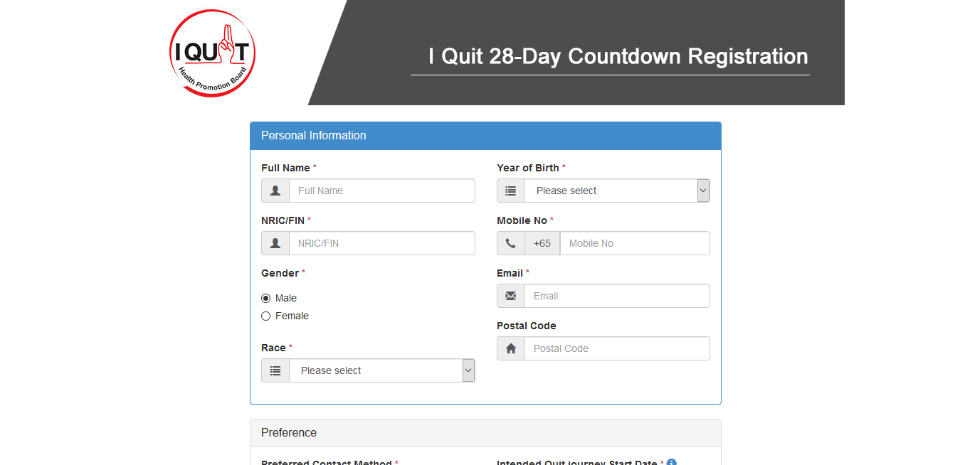 I QUIT
Health Promotion Board
I Quit 28-Day Countdown Registration
Personal Information
Full Name *
Full Name
NRIC/FIN *
NRIC/FIN
Gender *
Male
Female
Race *
Please select
Year of Birth *
Please select
Mobile No *
+65 Mobile No
Email *
Email
Postal Code
Postal Code
Preference
Preferred Contact Method *
Intended Quit journey Start Date *